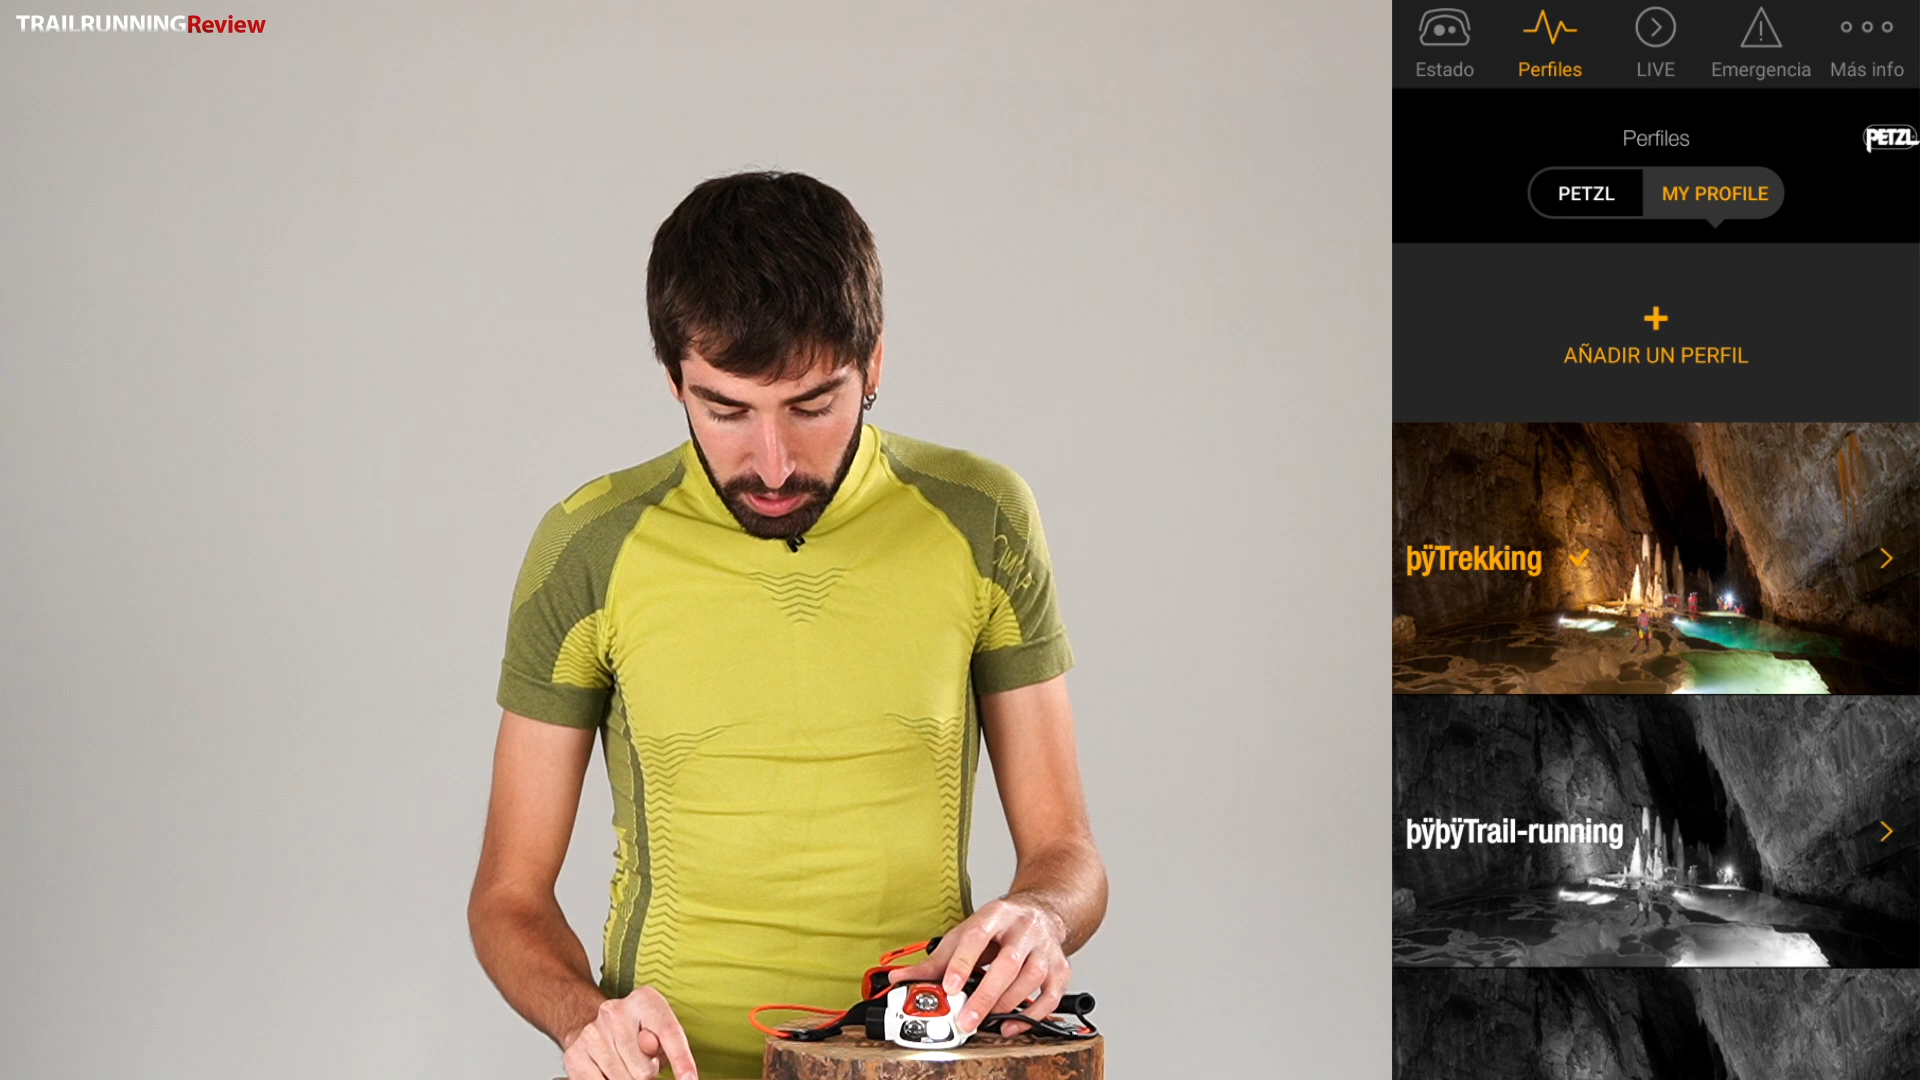 TRAILRUNNINGReview
Estado
Perfiles
LIVE
Emergencia
Más info
Perfiles
PETZL
PETZL
MY PROFILE
+
AÑADIR UN PERFIL
þÿTrekking
þÿþÿTrail-running